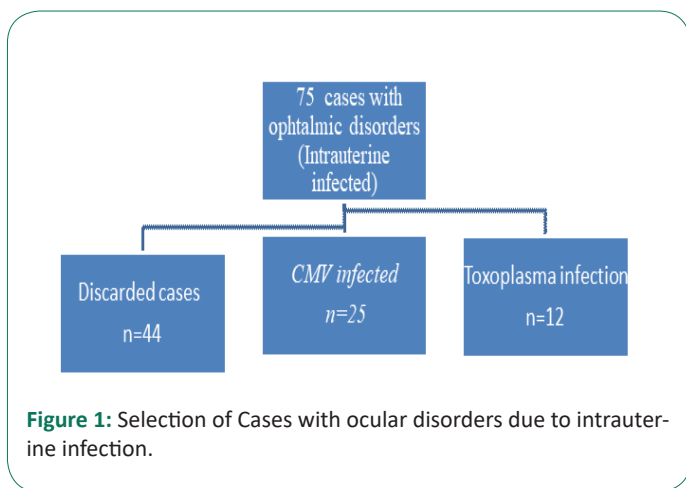 75 cases with
ophtalmic disorders
(Intrauterine
infected)
Discarded cases
n=44
CMV infected
n=25
Toxoplasma infection
n=12
Figure 1: Selection of Cases with ocular disorders due to intrauter-
ine infection.